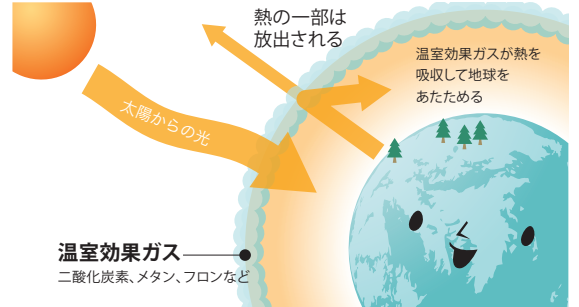 熱の一部は
放出される
温室効果ガスが熱を
吸収して地球を
あたためる
太陽からの光
温室効果ガス
二酸化炭素、メタン、フロンなど